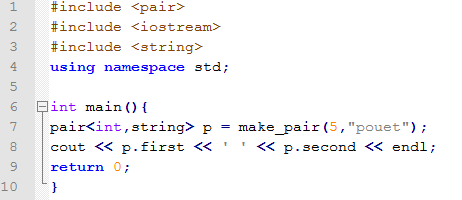 1 #include <pair>
2 #include <iostream>
3 #include <string>
4 using namespace std;
5
6 int main(){
7 pair<int,string> p = make_pair(5,"pouet");
8 cout << p.first << ' ' << p.second << endl;
9 return 0;
10 }